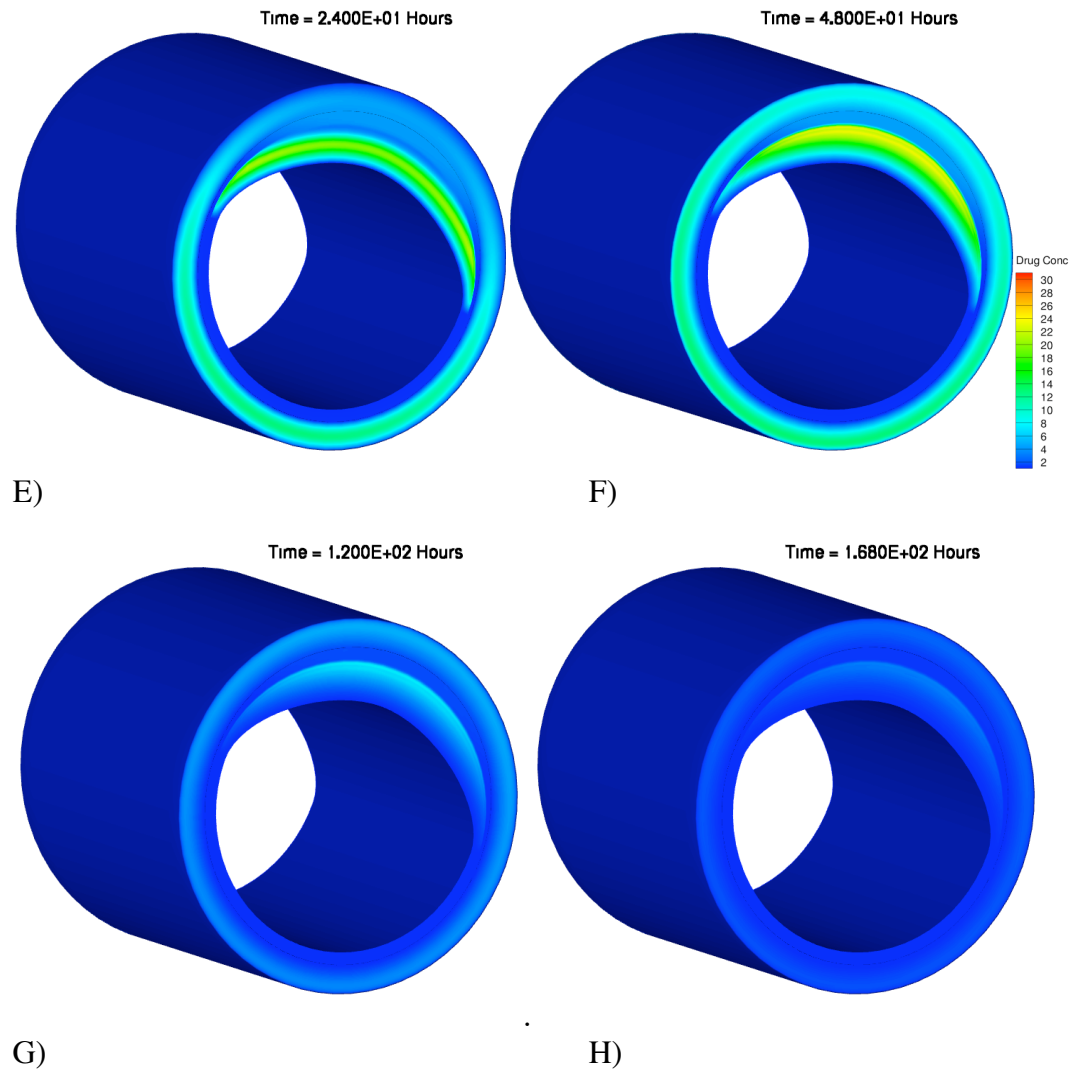 Time = 2.400E+01 Hours
Time = 4.800E+01 Hours
Drug Conc
30
28
26
24
22
20
18
16
14
12
10
8
6
4
2
E)
F)
Time = 1.200E+02 Hours
Time = 1.680E+02 Hours
.
G)
H)